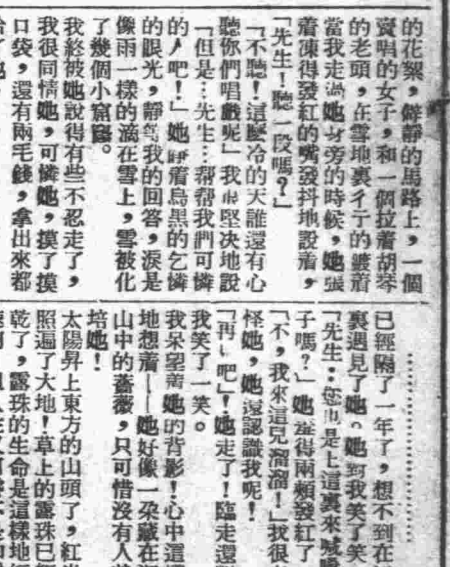 的花絮，僻靜的馬路上，一個
賣唱的女子，和一個拉着胡琴
的老頭，在雪地裏彳亍的踱着
當我走過她身旁的時候，她張
着凍得發紅的嘴發抖地說着，
「先生！聽一段嗎？」
「不聽！這麼冷的天誰還有心
聽你們唱戲呢」我很堅决地說
「但是…先生…帮帮我們可憐
的人吧！」她睜着烏黑的乞憐
的眼光，靜等我的回答，淚是
像雨一樣的滴在雪上，雪被化
了幾個小窟窿。
我終被她說得有些不忍走了，
我很同情她，可憐她，摸了摸
口袋，還有兩毛錢，拿出來都
已經隔了一年了，想不到在
裏遇見了她。她對我笑了笑
「先生：您也是上這裏來喊嗓
子嗎？」她羞得兩頰發紅了
「不，我來這兒溜溜！」我很
怪她，她還認識我呢！
我笑了一笑。
「再見吧」！她走了！臨走還
我呆望着她的背影！心中這
地想着——她好像一朶藏在深
山中的薔薇，只可惜沒有人
培她！
太陽昇上東方的山頭了，紅
照遍了大地！草上的露珠已
乾了，露珠的生命是這樣地